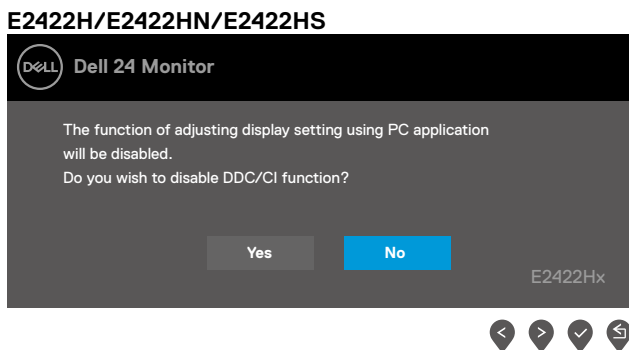 E2422H/E2422HN/E2422HS
DELL Dell 24 Monitor
The function of adjusting display setting using PC application
will be disabled.
Do you wish to disable DDC/CI function?
Yes No
E2422Hx